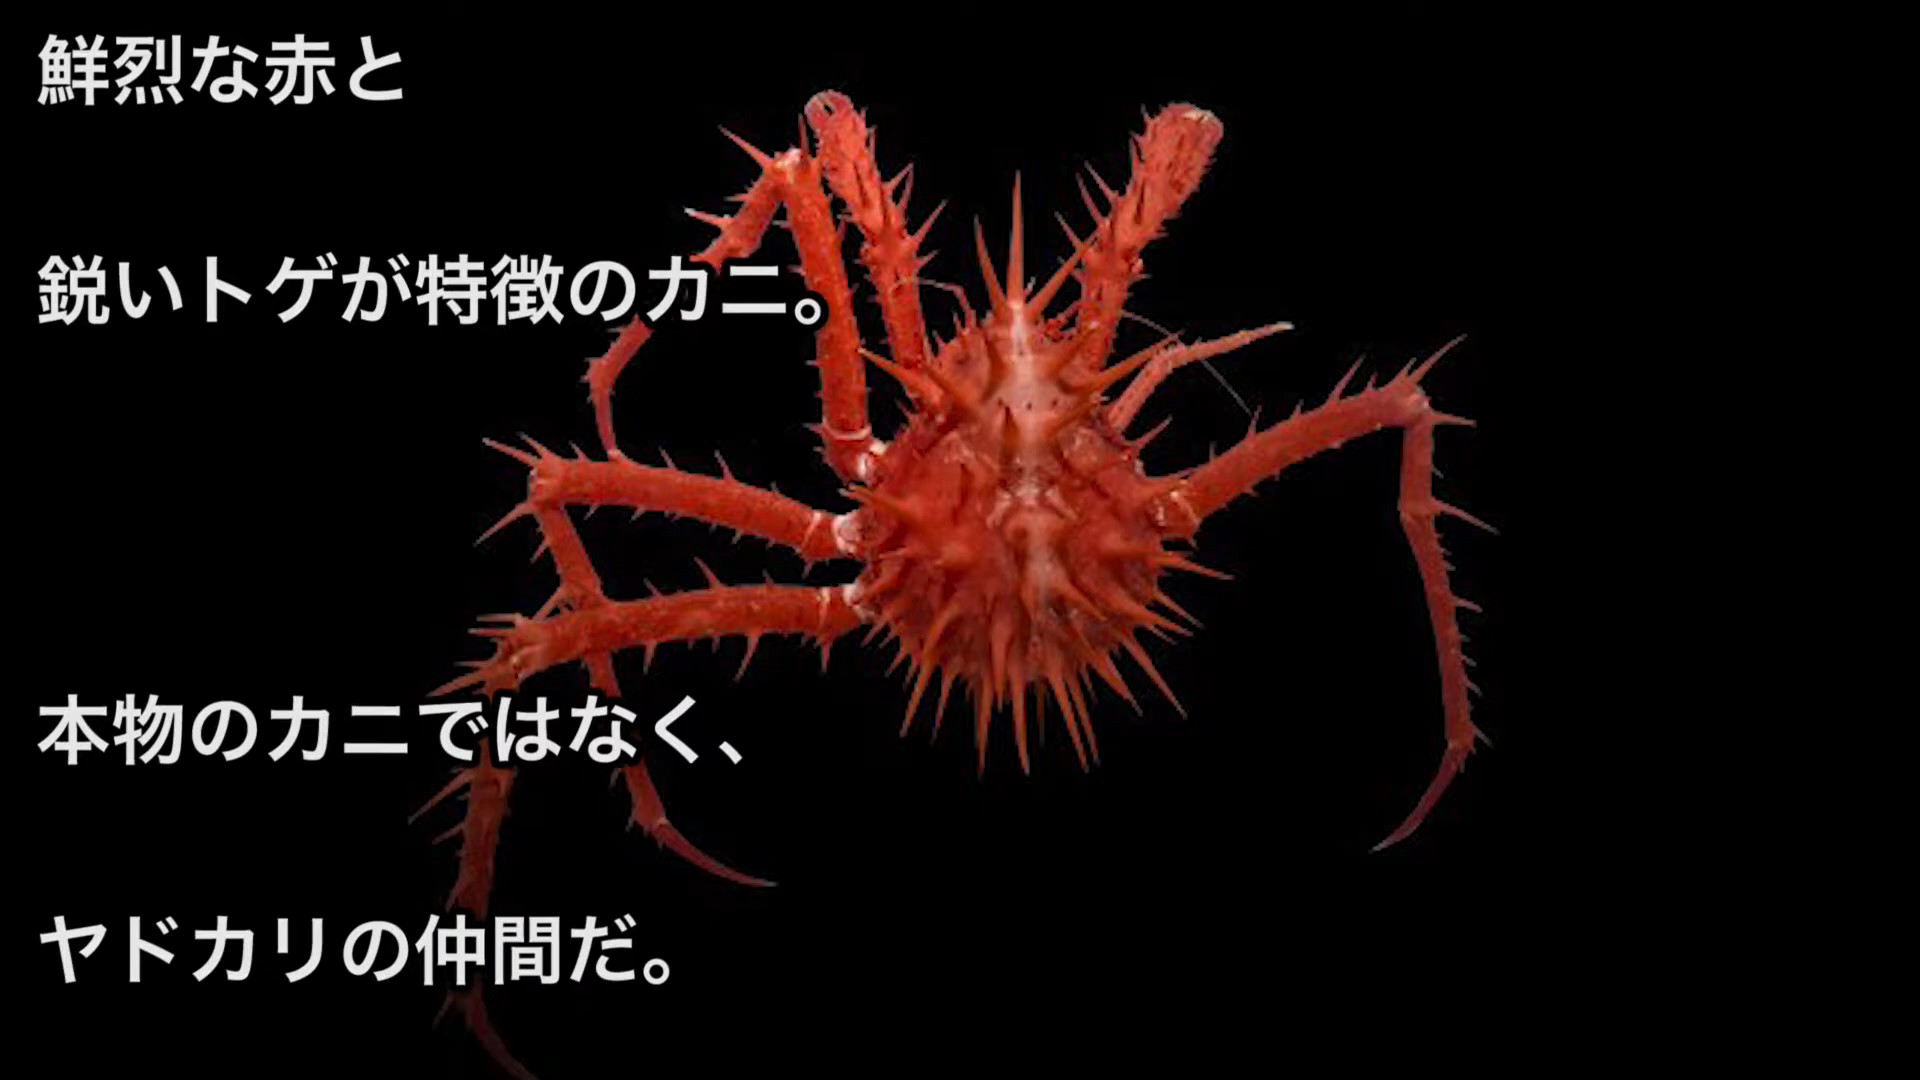 鮮烈な赤と
鋭いトゲが特徴のカニ。
本物のカニではなく、
ヤドカリの仲間だ。